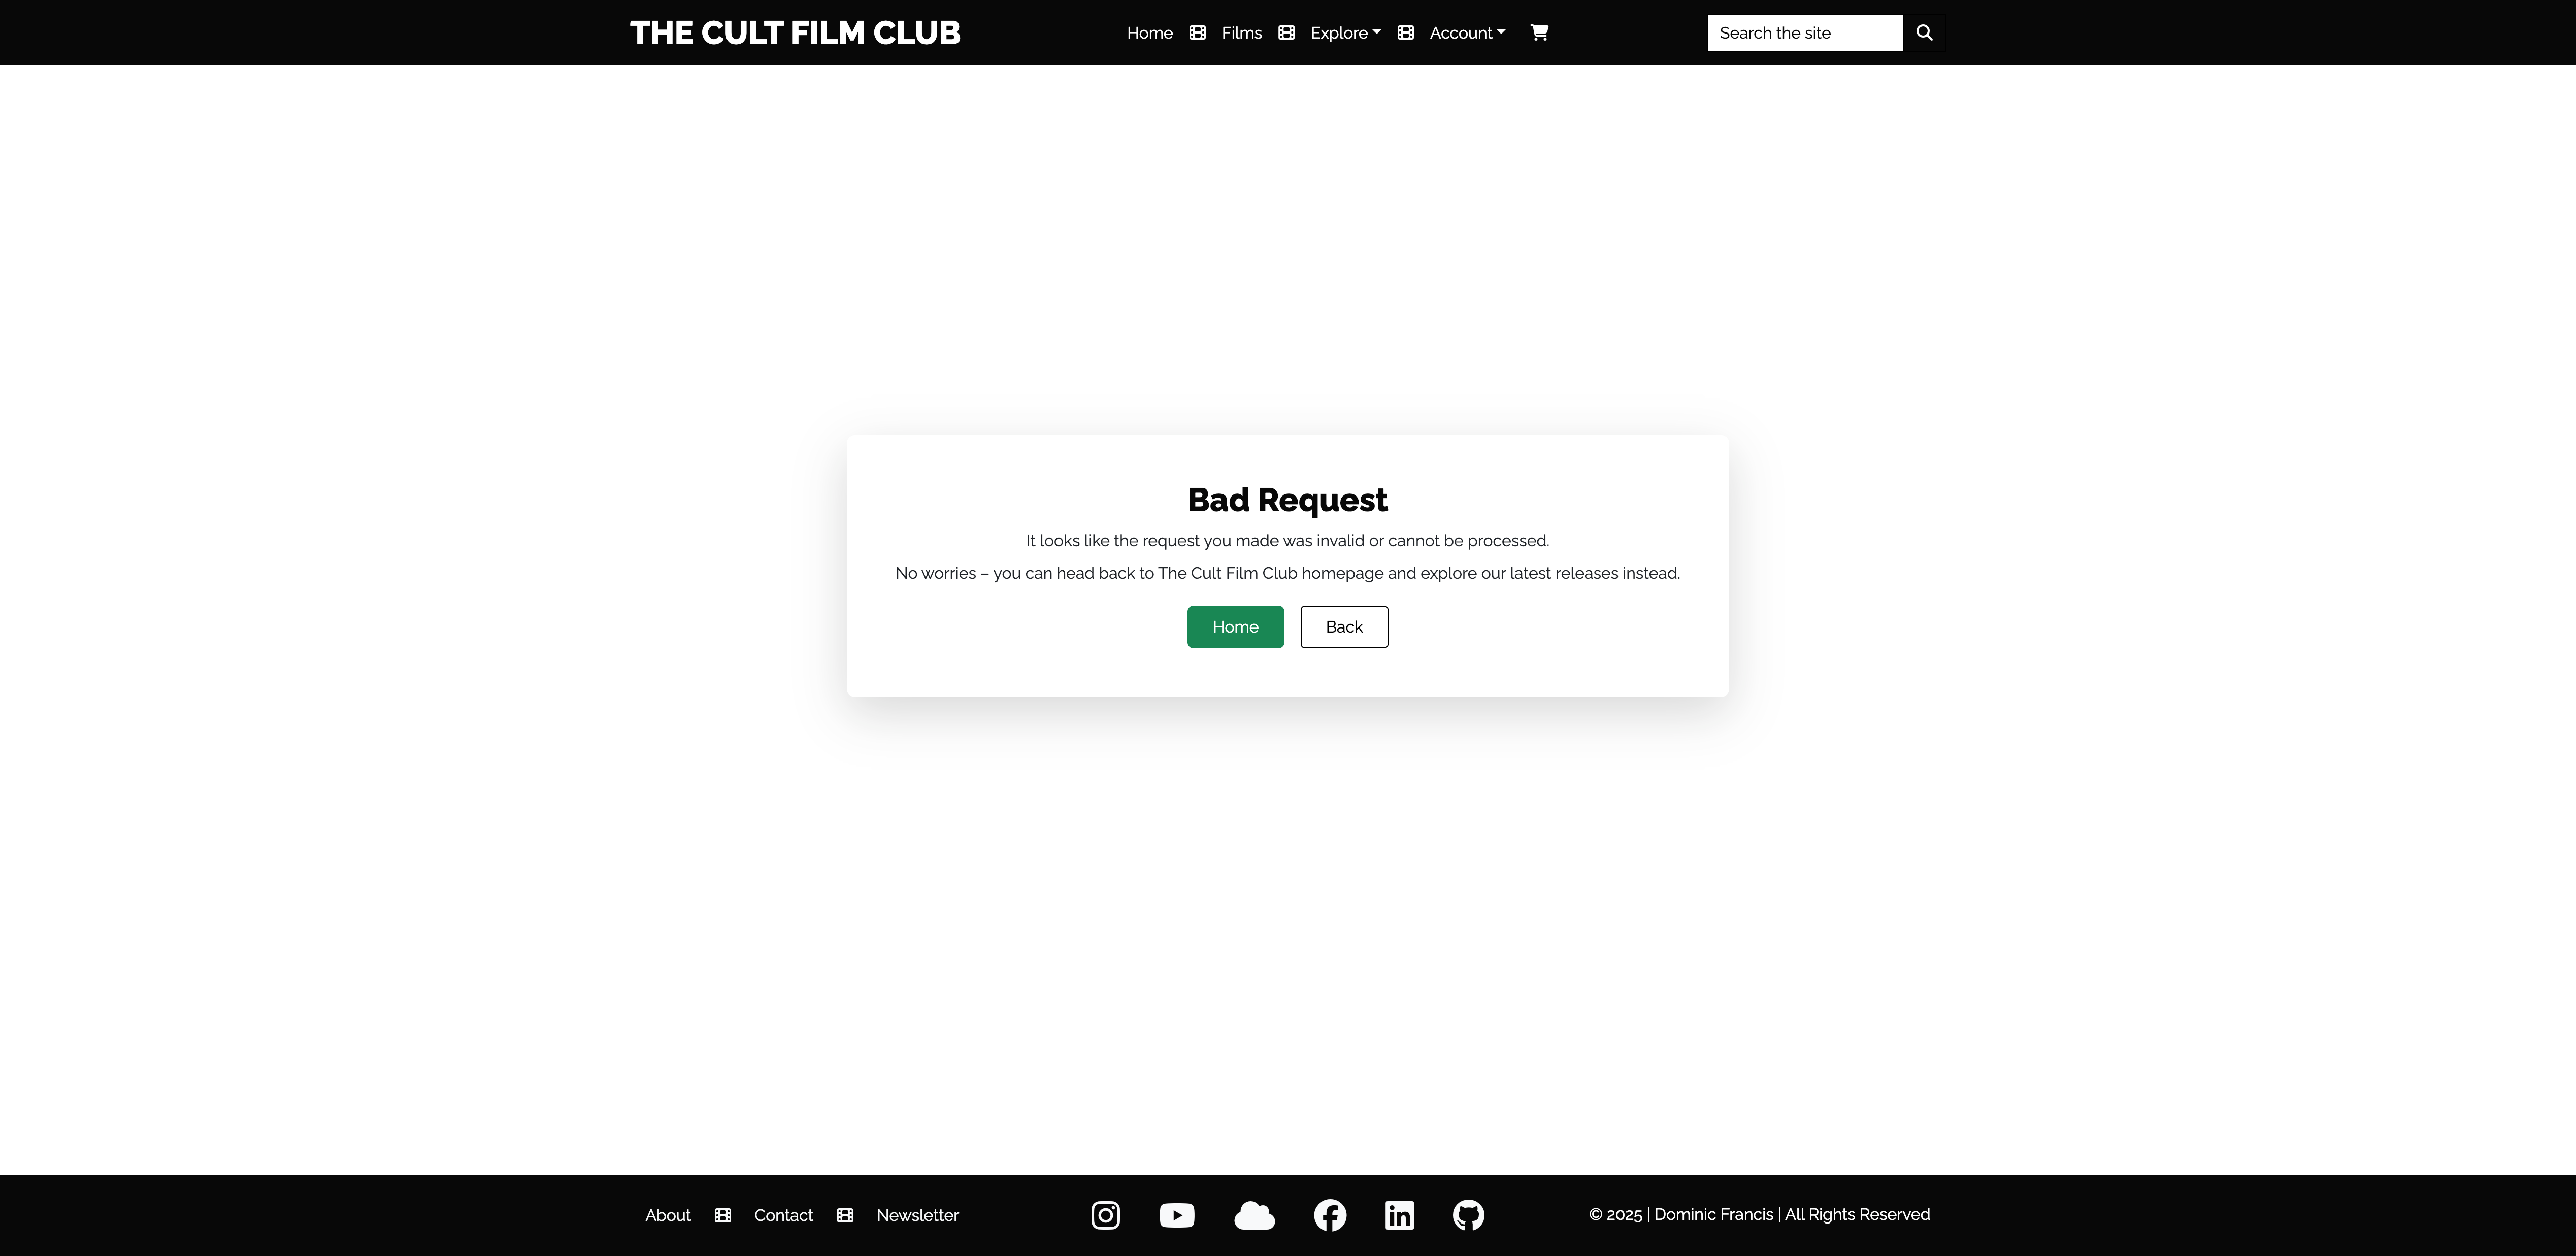 THE CULT FILM CLUB
Home Films Explore Account
Search the site
Bad Request
It looks like the request you made was invalid or cannot be processed.
No worries – you can head back to The Cult Film Club homepage and explore our latest releases instead.
Home Back
About Contact Newsletter
© 2025 | Dominic Francis | All Rights Reserved